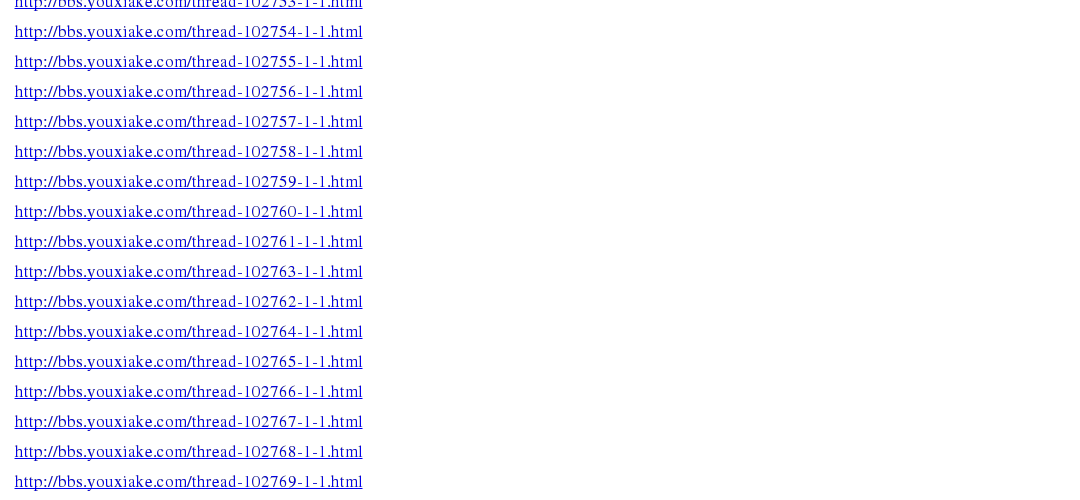 http://bbs.youxiake.com/thread-102753-1-1.html
http://bbs.youxiake.com/thread-102754-1-1.html
http://bbs.youxiake.com/thread-102755-1-1.html
http://bbs.youxiake.com/thread-102756-1-1.html
http://bbs.youxiake.com/thread-102757-1-1.html
http://bbs.youxiake.com/thread-102758-1-1.html
http://bbs.youxiake.com/thread-102759-1-1.html
http://bbs.youxiake.com/thread-102760-1-1.html
http://bbs.youxiake.com/thread-102761-1-1.html
http://bbs.youxiake.com/thread-102763-1-1.html
http://bbs.youxiake.com/thread-102762-1-1.html
http://bbs.youxiake.com/thread-102764-1-1.html
http://bbs.youxiake.com/thread-102765-1-1.html
http://bbs.youxiake.com/thread-102766-1-1.html
http://bbs.youxiake.com/thread-102767-1-1.html
http://bbs.youxiake.com/thread-102768-1-1.html
http://bbs.youxiake.com/thread-102769-1-1.html